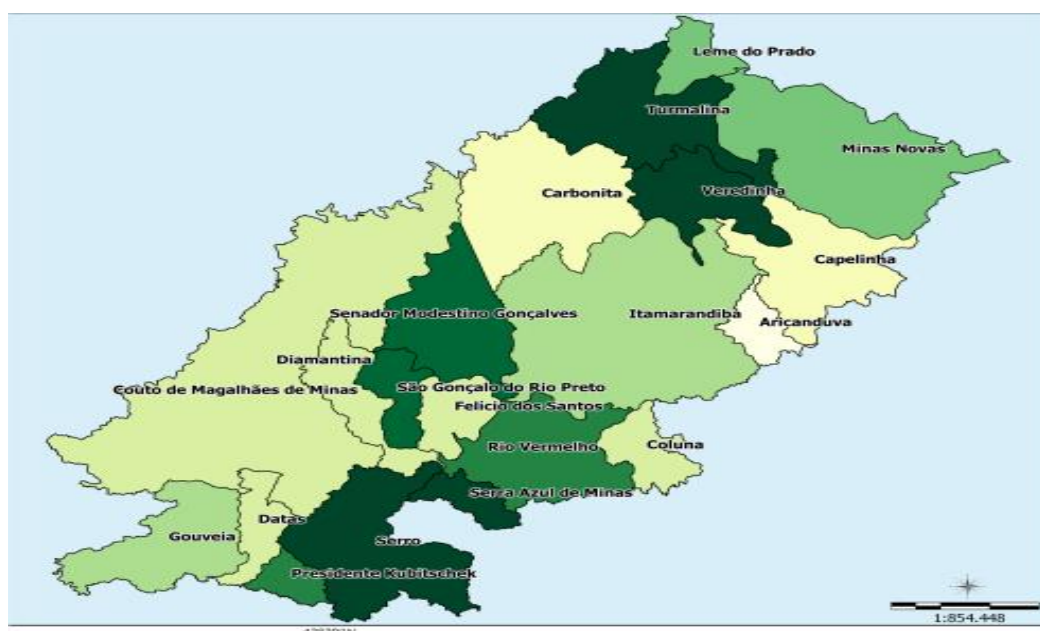 Leme do Prado
Turmalina
Minas Novas
Carbonita
Veredinha
Capelinha
Senador Modestino Gonçalves
Itamarandiba
Aricanduva
Diamantina
Couto de Magalhães de Minas
São Gonçalo do Rio Preto
Felício dos Santos
Rio Vermelho
Coluna
Serra Azul de Minas
Datas
Gouveia
Serro
Presidente Kubitschek
1:854.448